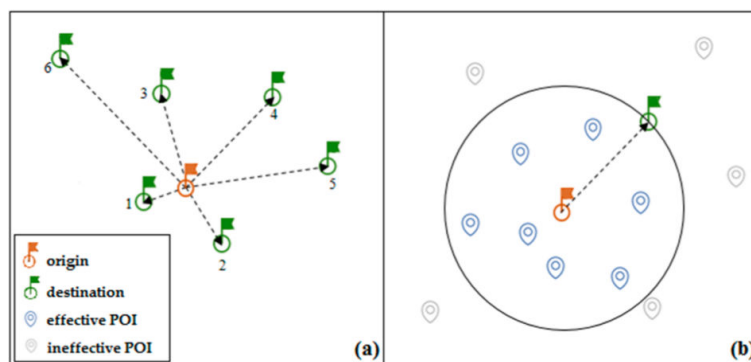 6
3
4
5
1
2
origin
destination
effective POI
ineffective POI
(a)
(b)